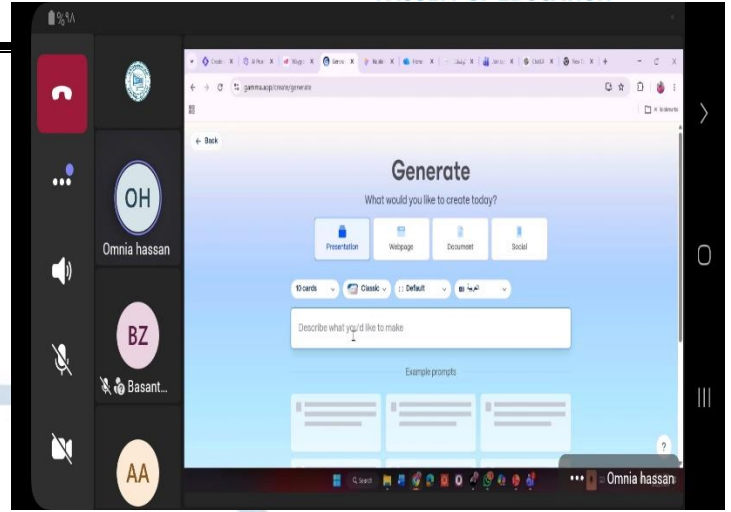 %٩٨
gamma.app/create/generate
← Back
Generate
What would you like to create today?
Presentation
Webpage
Document
Social
10 cards
Classic
Default
العربية
Describe what you'd like to make
Example prompts
OH
Omnia hassan
BZ
Basant...
AA
?
Search
... Omnia hassan